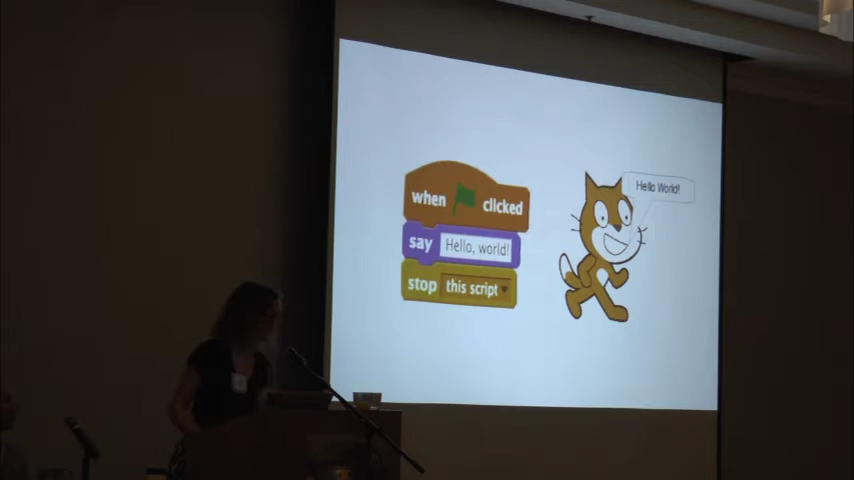 when clicked
say Hello, world!
stop this script
Hello World!